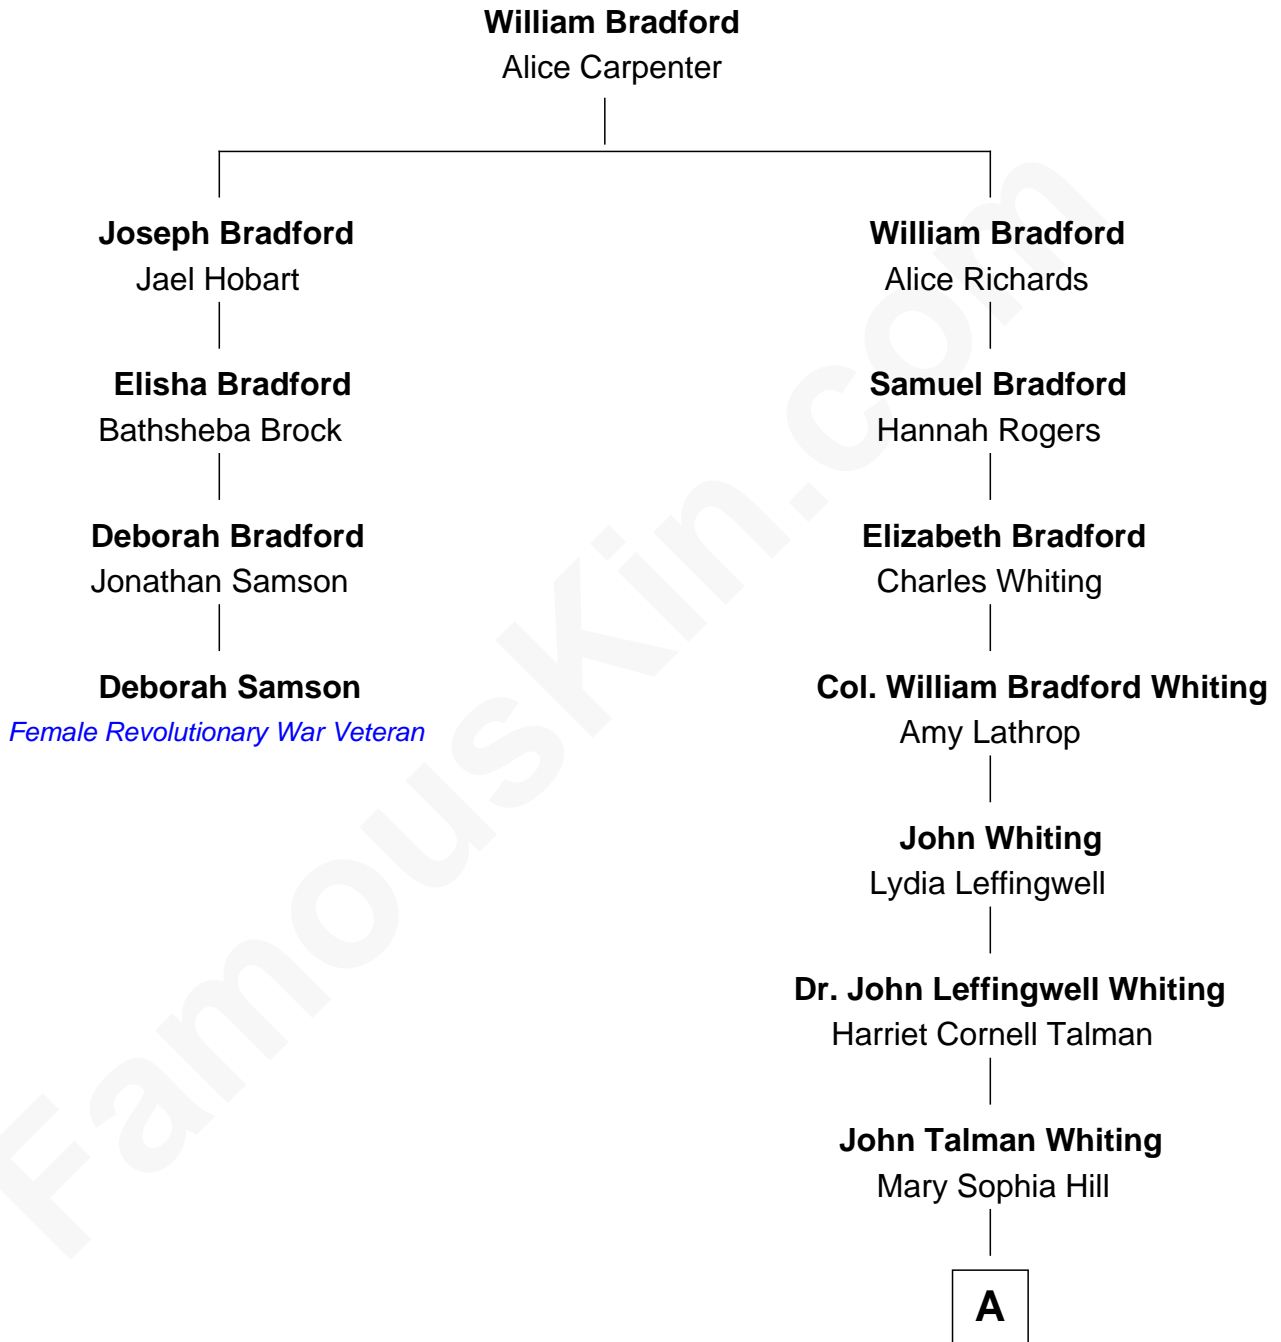 William Bradford
Alice Carpenter
Joseph Bradford
Jael Hobart
William Bradford
Alice Richards
Elisha Bradford
Bathsheba Brock
Samuel Bradford
Hannah Rogers
Deborah Bradford
Jonathan Samson
Elizabeth Bradford
Charles Whiting
Deborah Samson
Female Revolutionary War Veteran
Col. William Bradford Whiting
Amy Lathrop
John Whiting
Lydia Leffingwell
Dr. John Leffingwell Whiting
Harriet Cornell Talman
John Talman Whiting
Mary Sophia Hill
A
FamousKin.com